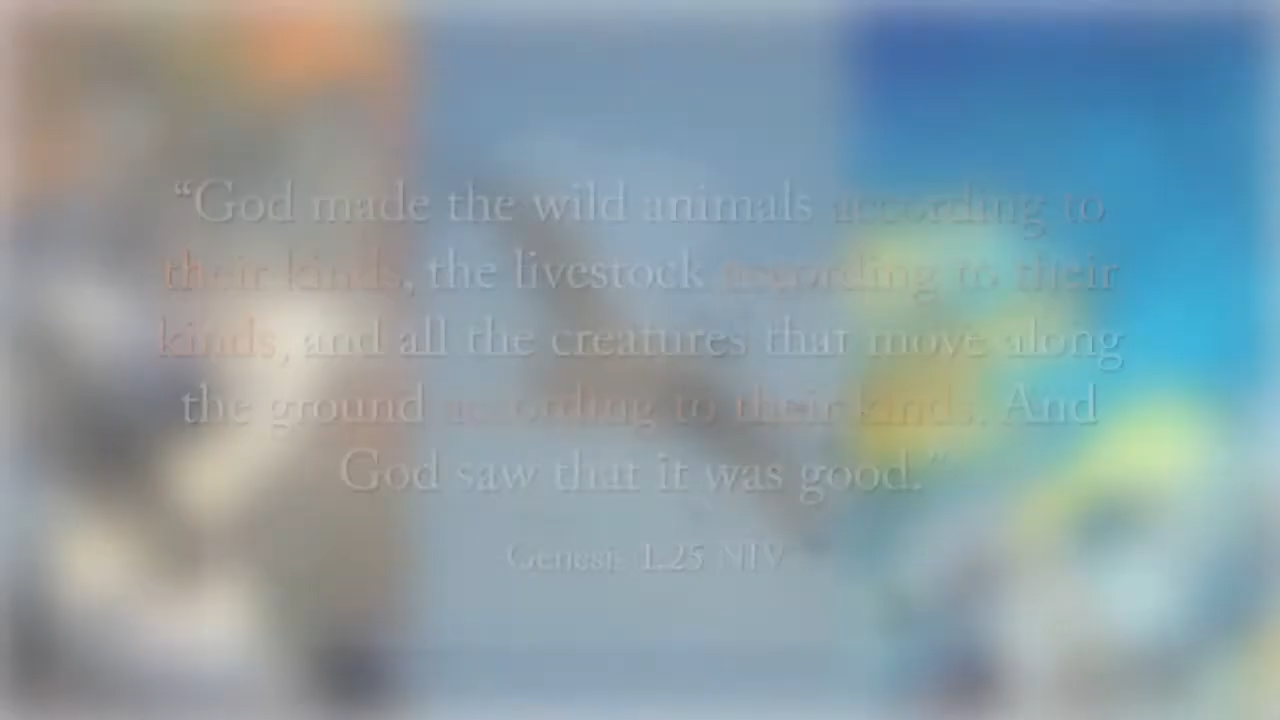 “God made the wild animals according to
their kinds, the livestock according to their
kinds, and all the creatures that move along
the ground according to their kinds. And
God saw that it was good.”
Genesis 1:25 NIV